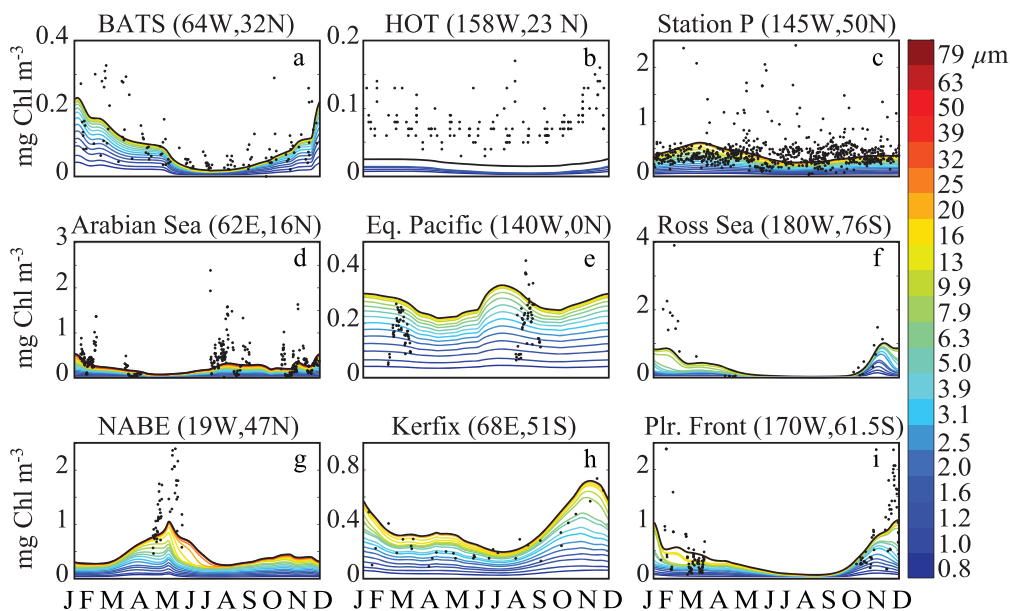 BATS (64W,32N) HOT (158W,23 N) Station P (145W,50N)
0.4 0.2 2 79 μm
a b c
mg Chl m-3
63
50
0.2 0.1 1 39
32
0 0 0 25
Arabian Sea (62E,16N) Eq. Pacific (140W,0N) Ross Sea (180W,76S)
20
3 0.4 4 16
d e f
mg Chl m-3
13
2 9.9
0.2 2 7.9
1 6.3
5.0
0 0 0 3.9
NABE (19W,47N) Kerfix (68E,51S) Plr. Front (170W,61.5S)
3.1
0.8
g h i
mg Chl m-3
2 2 2.5
2.0
1 0.4 1 1.6
1.2
1.0
0 0 0 0.8
J F M A M J J A S O N D J F M A M J J A S O N D J F M A M J J A S O N D